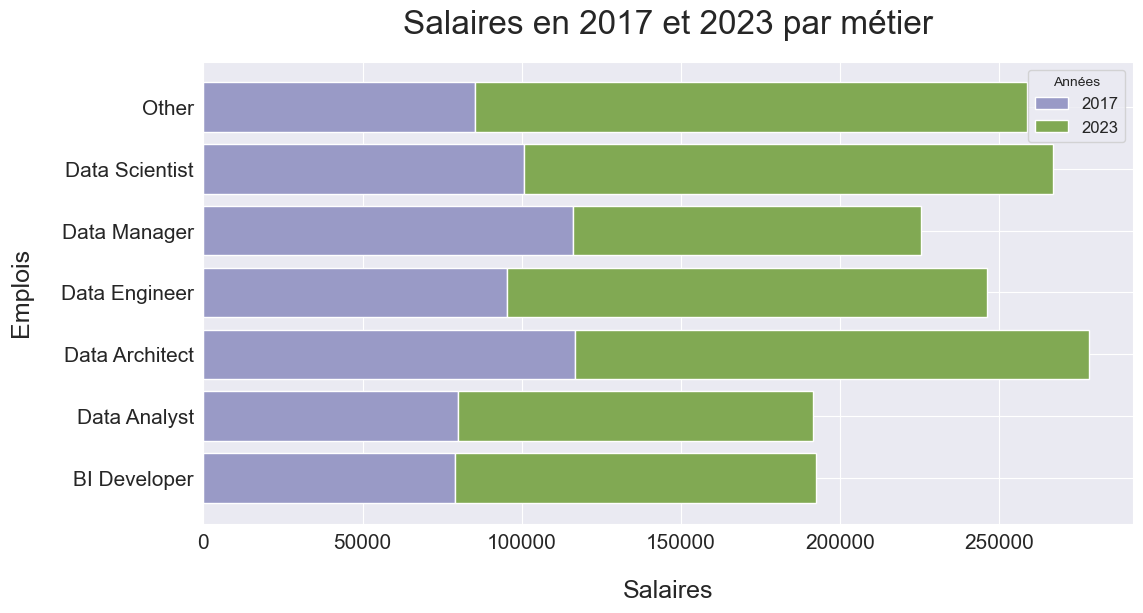 Salaires en 2017 et 2023 par métier
Années
2017
2023
Other
Data Scientist
Data Manager
Data Engineer
Data Architect
Data Analyst
BI Developer
Emplois
0 50000 100000 150000 200000 250000
Salaires